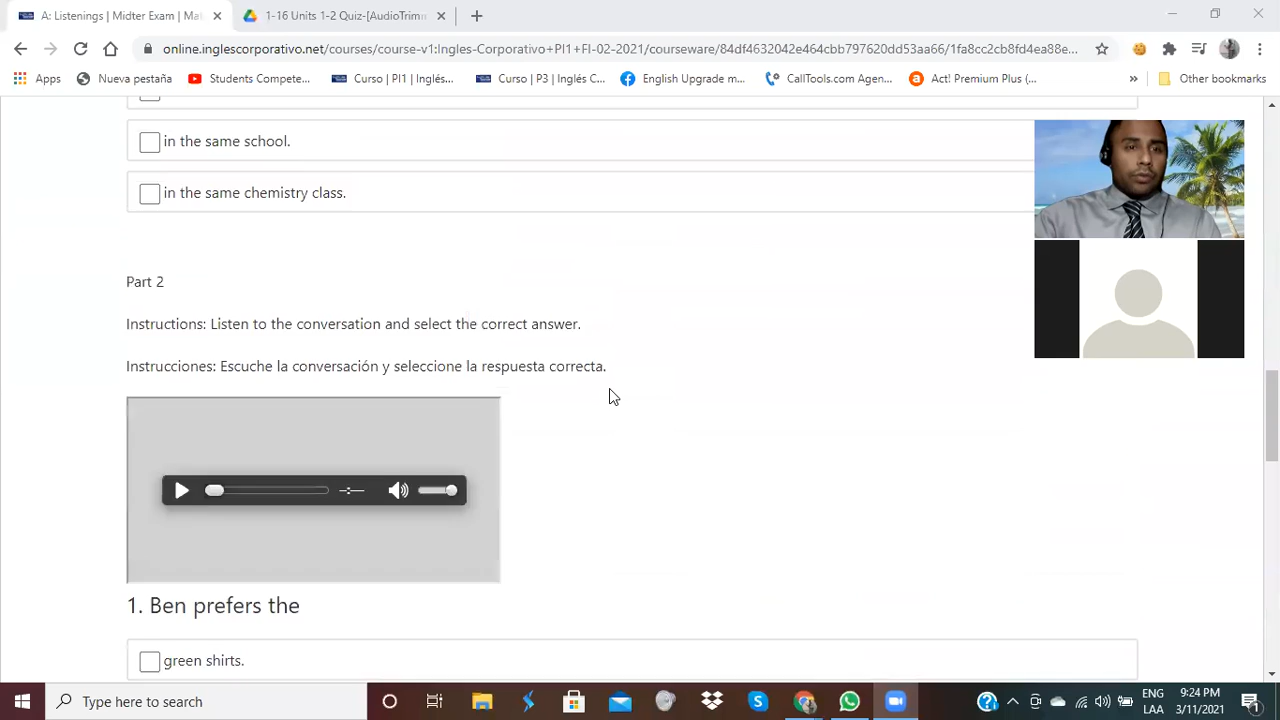 A: Listenings | Midter Exam | Mak
1-16 Units 1-2 Quiz-[AudioTrimm
online.inglescorporativo.net/courses/course-v1:Ingles-Corporativo+PI1+FI-02-2021/courseware/84df4632042e464cbb797620dd53aa66/1fa8cc2cb8fd4ea88e...
Apps
Nueva pestaña
Students Compete...
Curso | PI1 | Inglés...
Curso | P3 | Inglés C...
English Upgrade m...
CallTools.com Agen...
Act! Premium Plus (...
»
Other bookmarks
in the same school.
in the same chemistry class.
Part 2
Instructions: Listen to the conversation and select the correct answer.
Instrucciones: Escuche la conversación y seleccione la respuesta correcta.
-:-
1. Ben prefers the
green shirts.
Type here to search
ENG
LAA
9:24 PM
3/11/2021
1